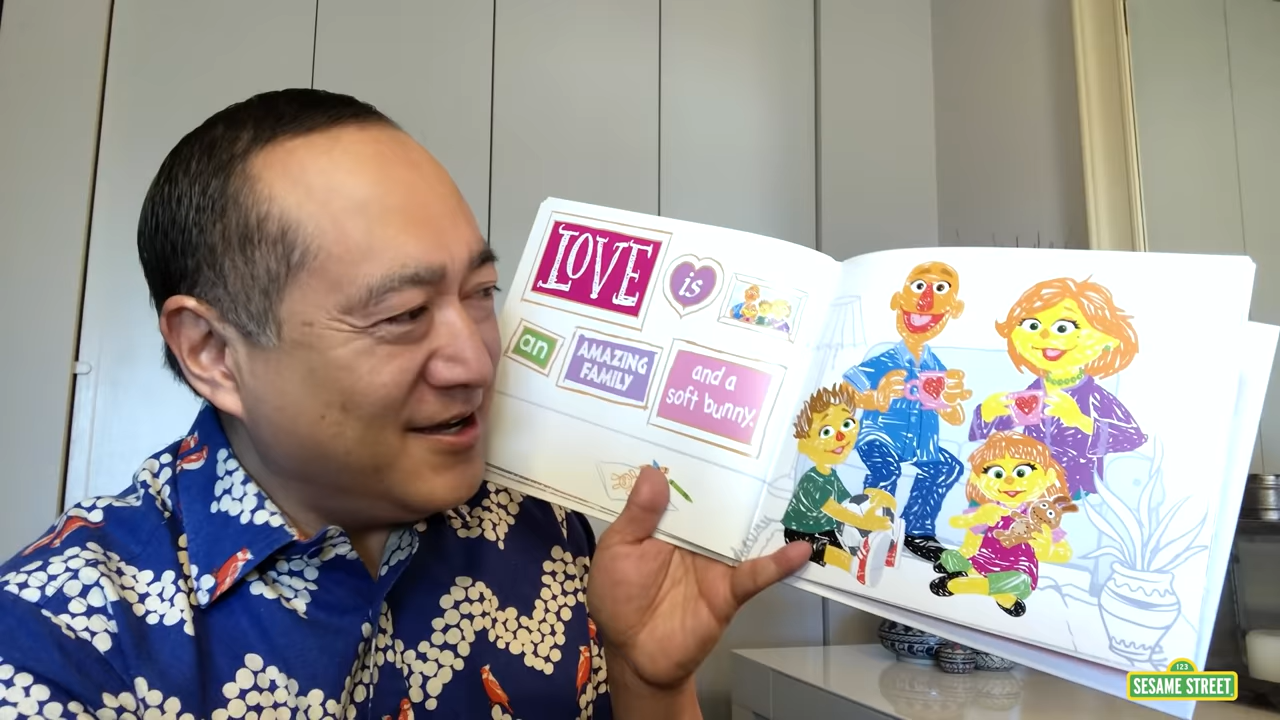 LOVE is
an AMAZING
FAMILY
and a
soft bunny.
123
SESAME STREET